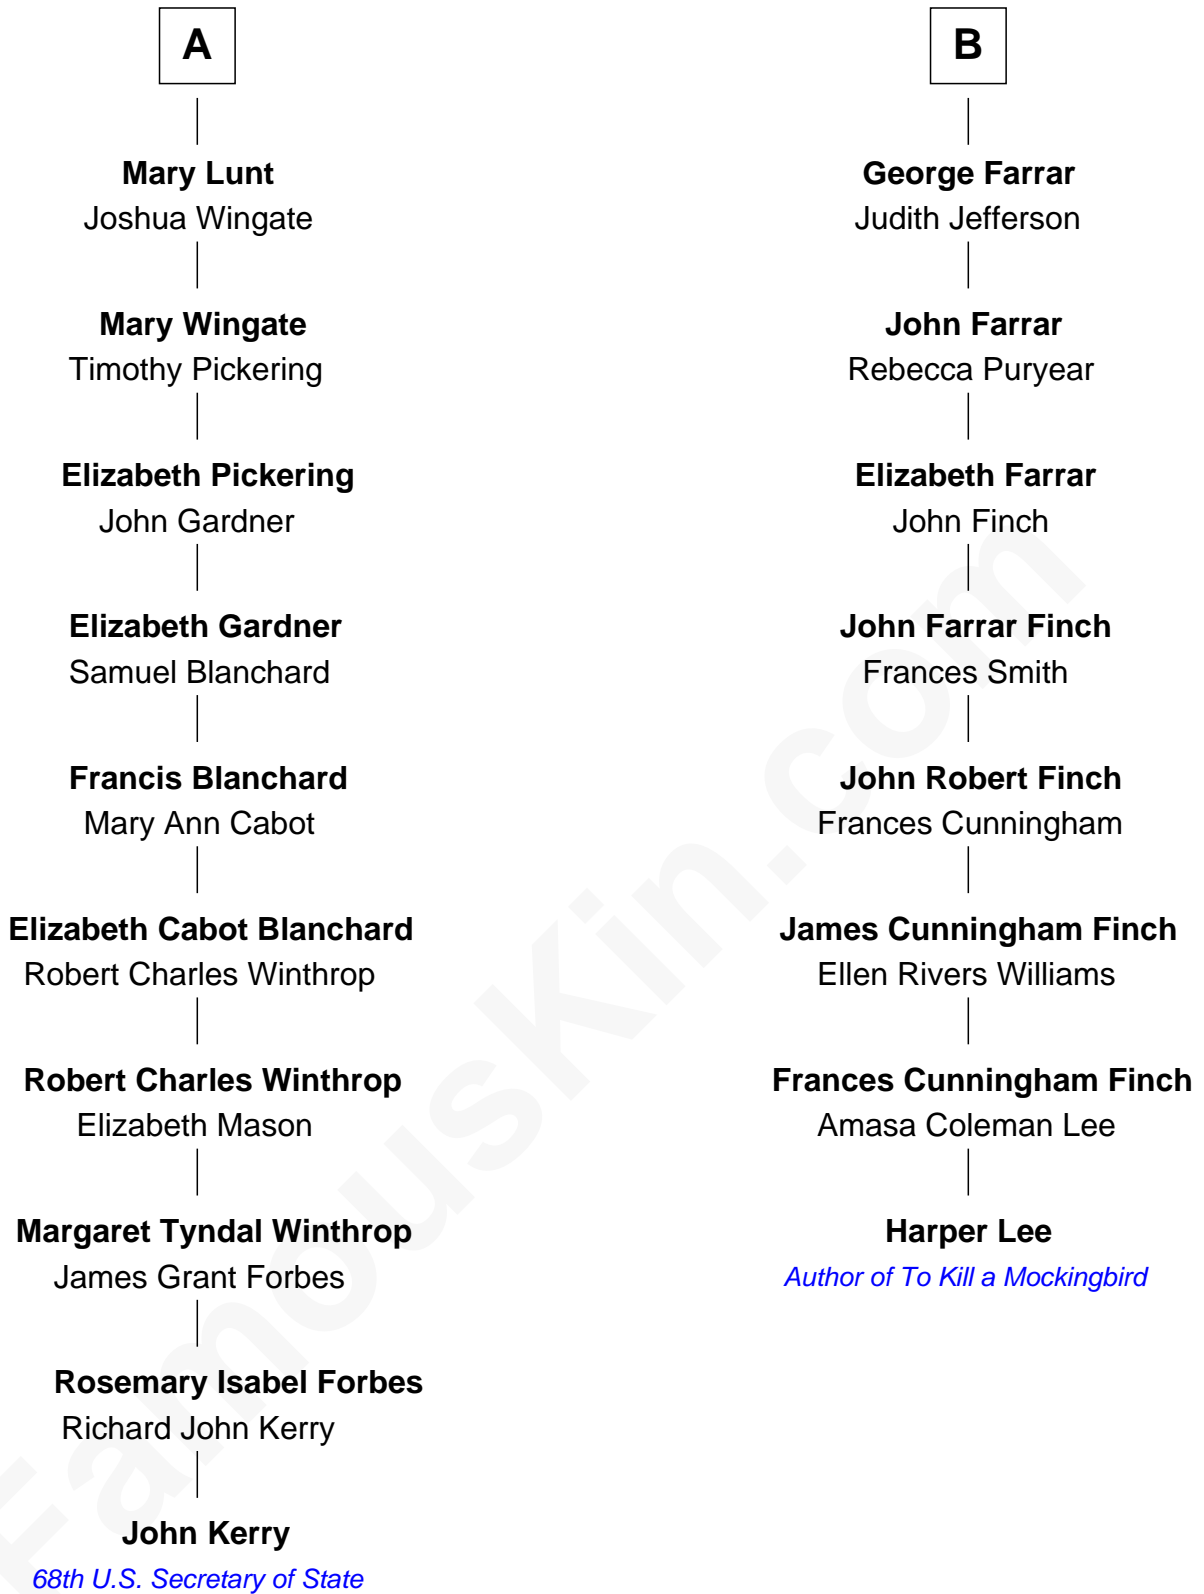 A
Mary Lunt
Joshua Wingate
Mary Wingate
Timothy Pickering
Elizabeth Pickering
John Gardner
Elizabeth Gardner
Samuel Blanchard
Francis Blanchard
Mary Ann Cabot
Elizabeth Cabot Blanchard
Robert Charles Winthrop
Robert Charles Winthrop
Elizabeth Mason
Margaret Tyndal Winthrop
James Grant Forbes
Rosemary Isabel Forbes
Richard John Kerry
John Kerry
68th U.S. Secretary of State
B
George Farrar
Judith Jefferson
John Farrar
Rebecca Puryear
Elizabeth Farrar
John Finch
John Farrar Finch
Frances Smith
John Robert Finch
Frances Cunningham
James Cunningham Finch
Ellen Rivers Williams
Frances Cunningham Finch
Amasa Coleman Lee
Harper Lee
Author of To Kill a Mockingbird
FamousKin.com